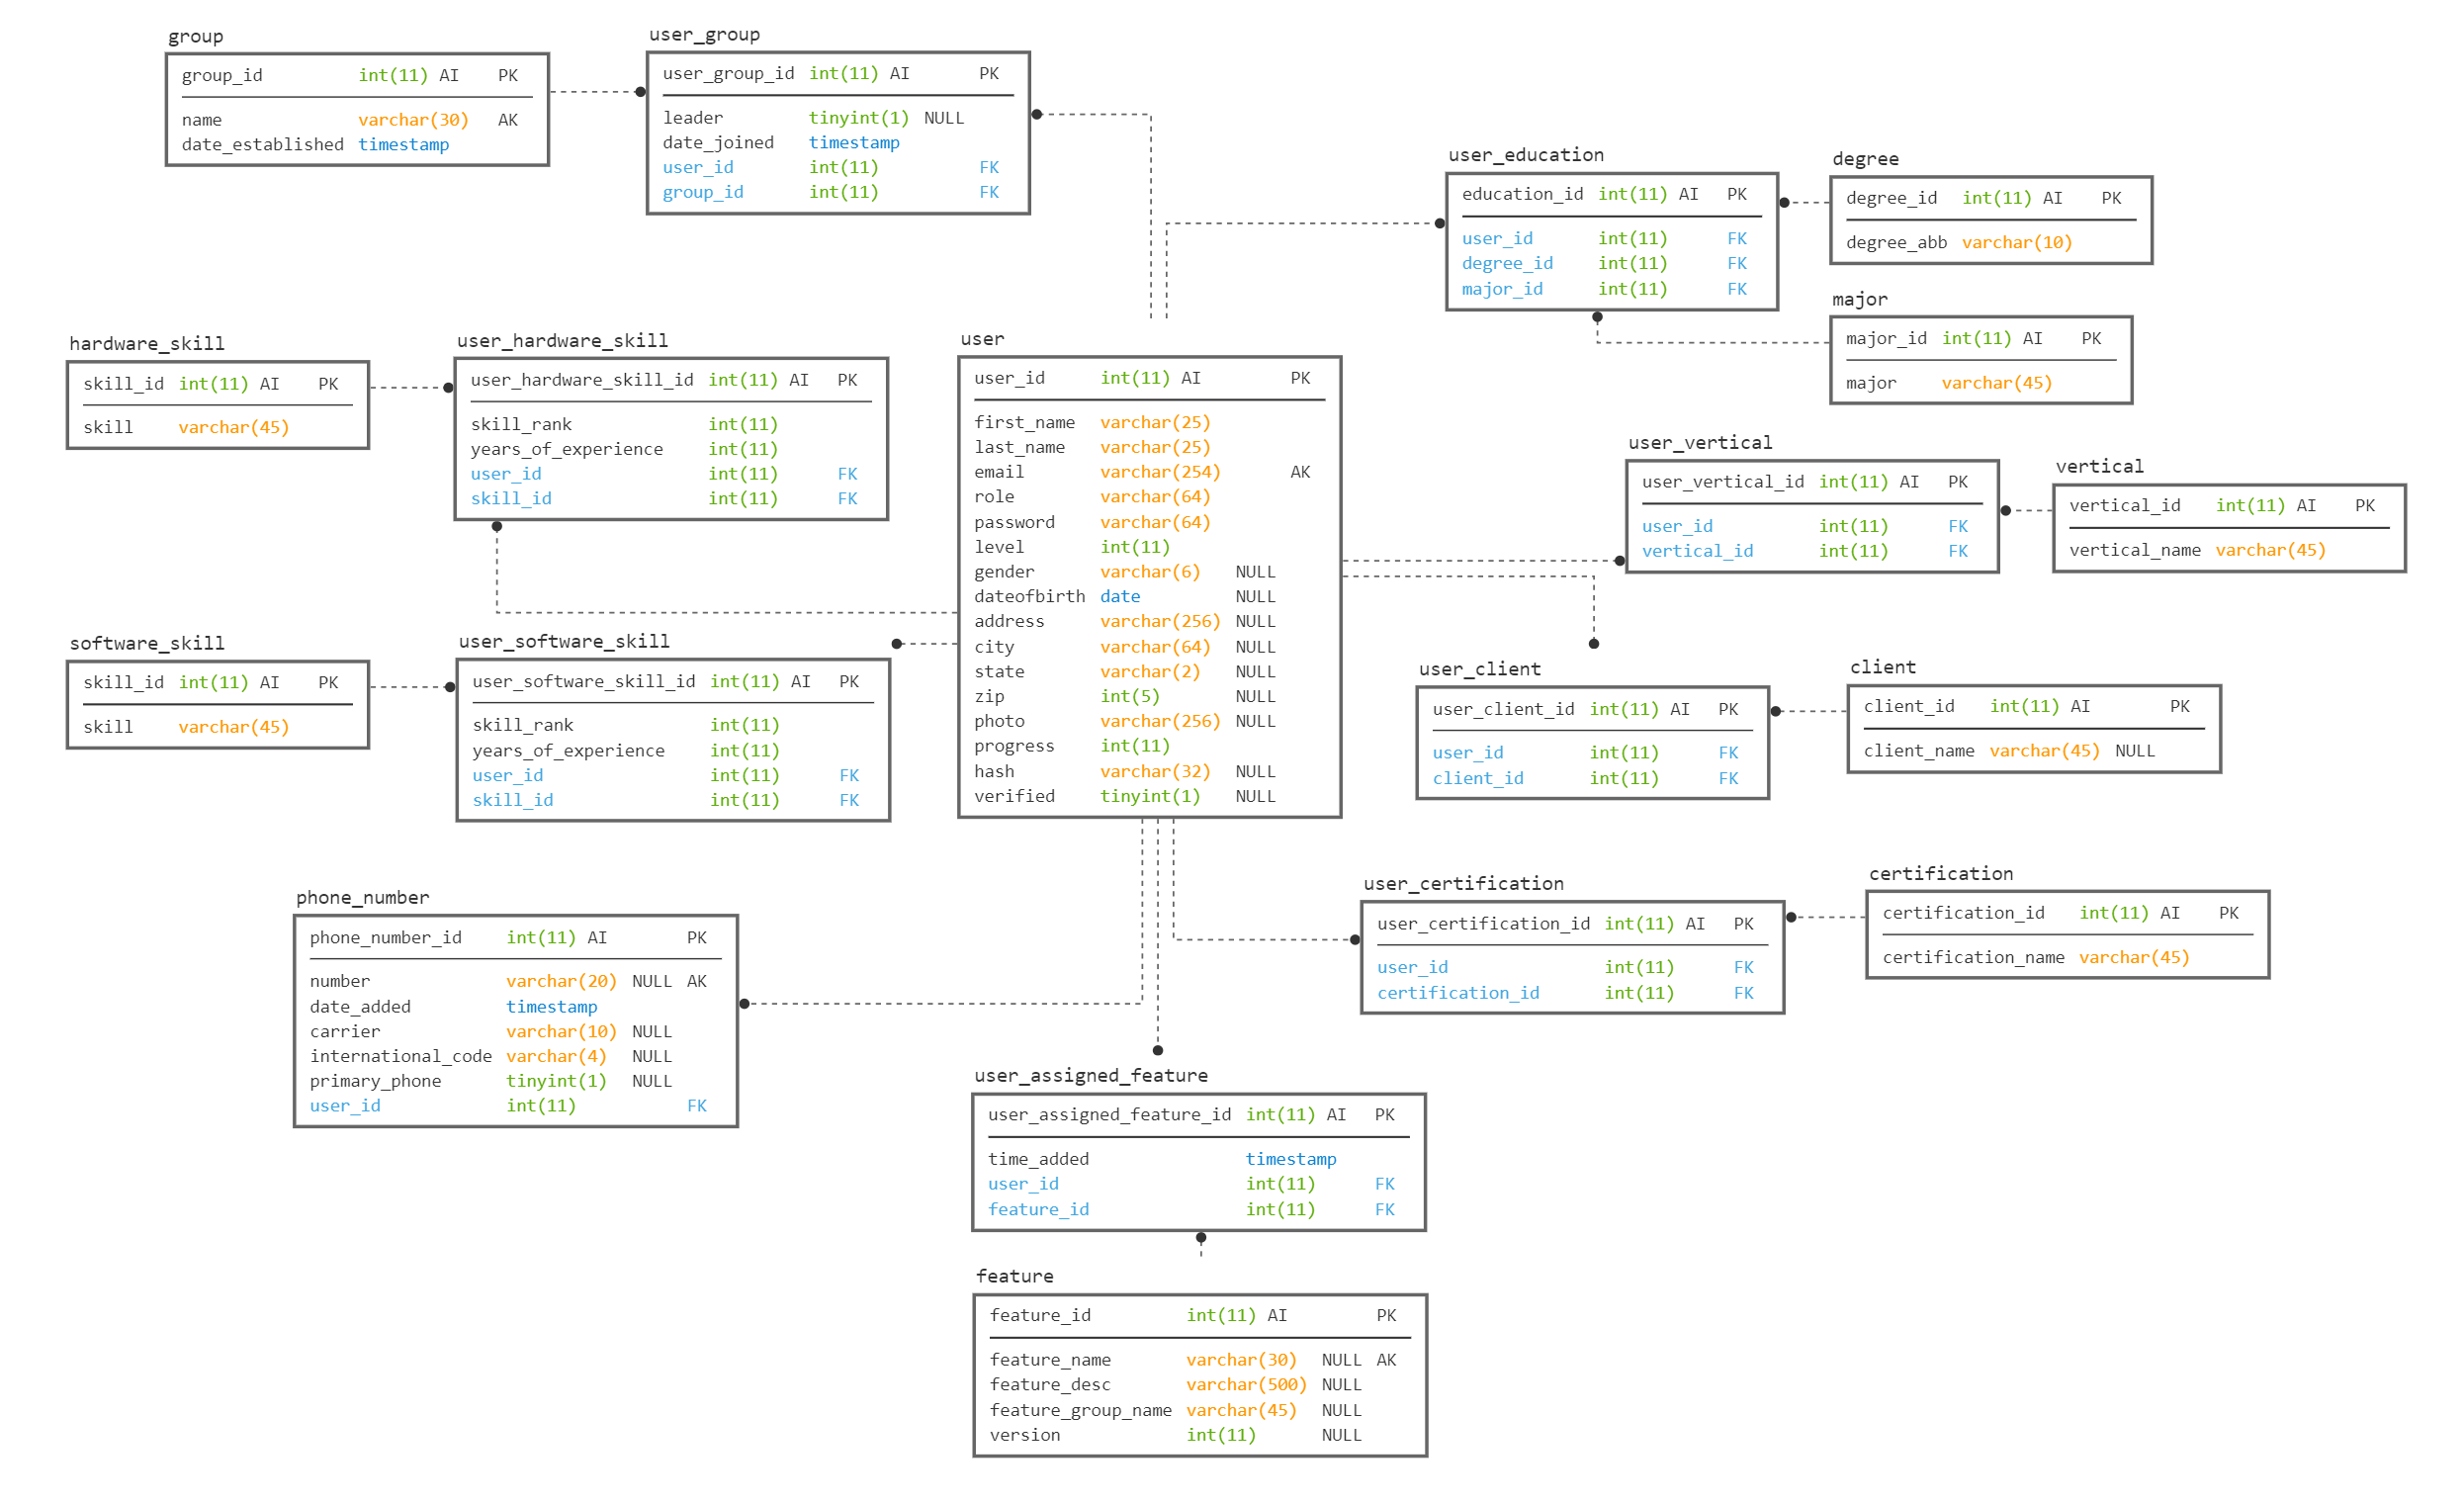 group
group_id int(11) AI PK
name varchar(30) AK
date_established timestamp
user_group
user_group_id int(11) AI PK
leader tinyint(1) NULL
date_joined timestamp
user_id int(11) FK
group_id int(11) FK
user_education
education_id int(11) AI PK
user_id int(11) FK
degree_id int(11) FK
major_id int(11) FK
degree
degree_id int(11) AI PK
degree_abb varchar(10)
major
major_id int(11) AI PK
major varchar(45)
hardware_skill
skill_id int(11) AI PK
skill varchar(45)
user_hardware_skill
user_hardware_skill_id int(11) AI PK
skill_rank int(11)
years_of_experience int(11)
user_id int(11) FK
skill_id int(11) FK
user
user_id int(11) AI PK
first_name varchar(25)
last_name varchar(25)
email varchar(254) AK
role varchar(64)
password varchar(64)
level int(11)
gender varchar(6) NULL
dateofbirth date NULL
address varchar(256) NULL
city varchar(64) NULL
state varchar(2) NULL
zip int(5) NULL
photo varchar(256) NULL
progress int(11)
hash varchar(32) NULL
verified tinyint(1) NULL
user_vertical
user_vertical_id int(11) AI PK
user_id int(11) FK
vertical_id int(11) FK
vertical
vertical_id int(11) AI PK
vertical_name varchar(45)
software_skill
skill_id int(11) AI PK
skill varchar(45)
user_software_skill
user_software_skill_id int(11) AI PK
skill_rank int(11)
years_of_experience int(11)
user_id int(11) FK
skill_id int(11) FK
user_client
user_client_id int(11) AI PK
user_id int(11) FK
client_id int(11) FK
client
client_id int(11) AI PK
client_name varchar(45) NULL
phone_number
phone_number_id int(11) AI PK
number varchar(20) NULL AK
date_added timestamp
carrier varchar(10) NULL
international_code varchar(4) NULL
primary_phone tinyint(1) NULL
user_id int(11) FK
user_certification
user_certification_id int(11) AI PK
user_id int(11) FK
certification_id int(11) FK
certification
certification_id int(11) AI PK
certification_name varchar(45)
user_assigned_feature
user_assigned_feature_id int(11) AI PK
time_added timestamp
user_id int(11) FK
feature_id int(11) FK
feature
feature_id int(11) AI PK
feature_name varchar(30) NULL AK
feature_desc varchar(500) NULL
feature_group_name varchar(45) NULL
version int(11) NULL